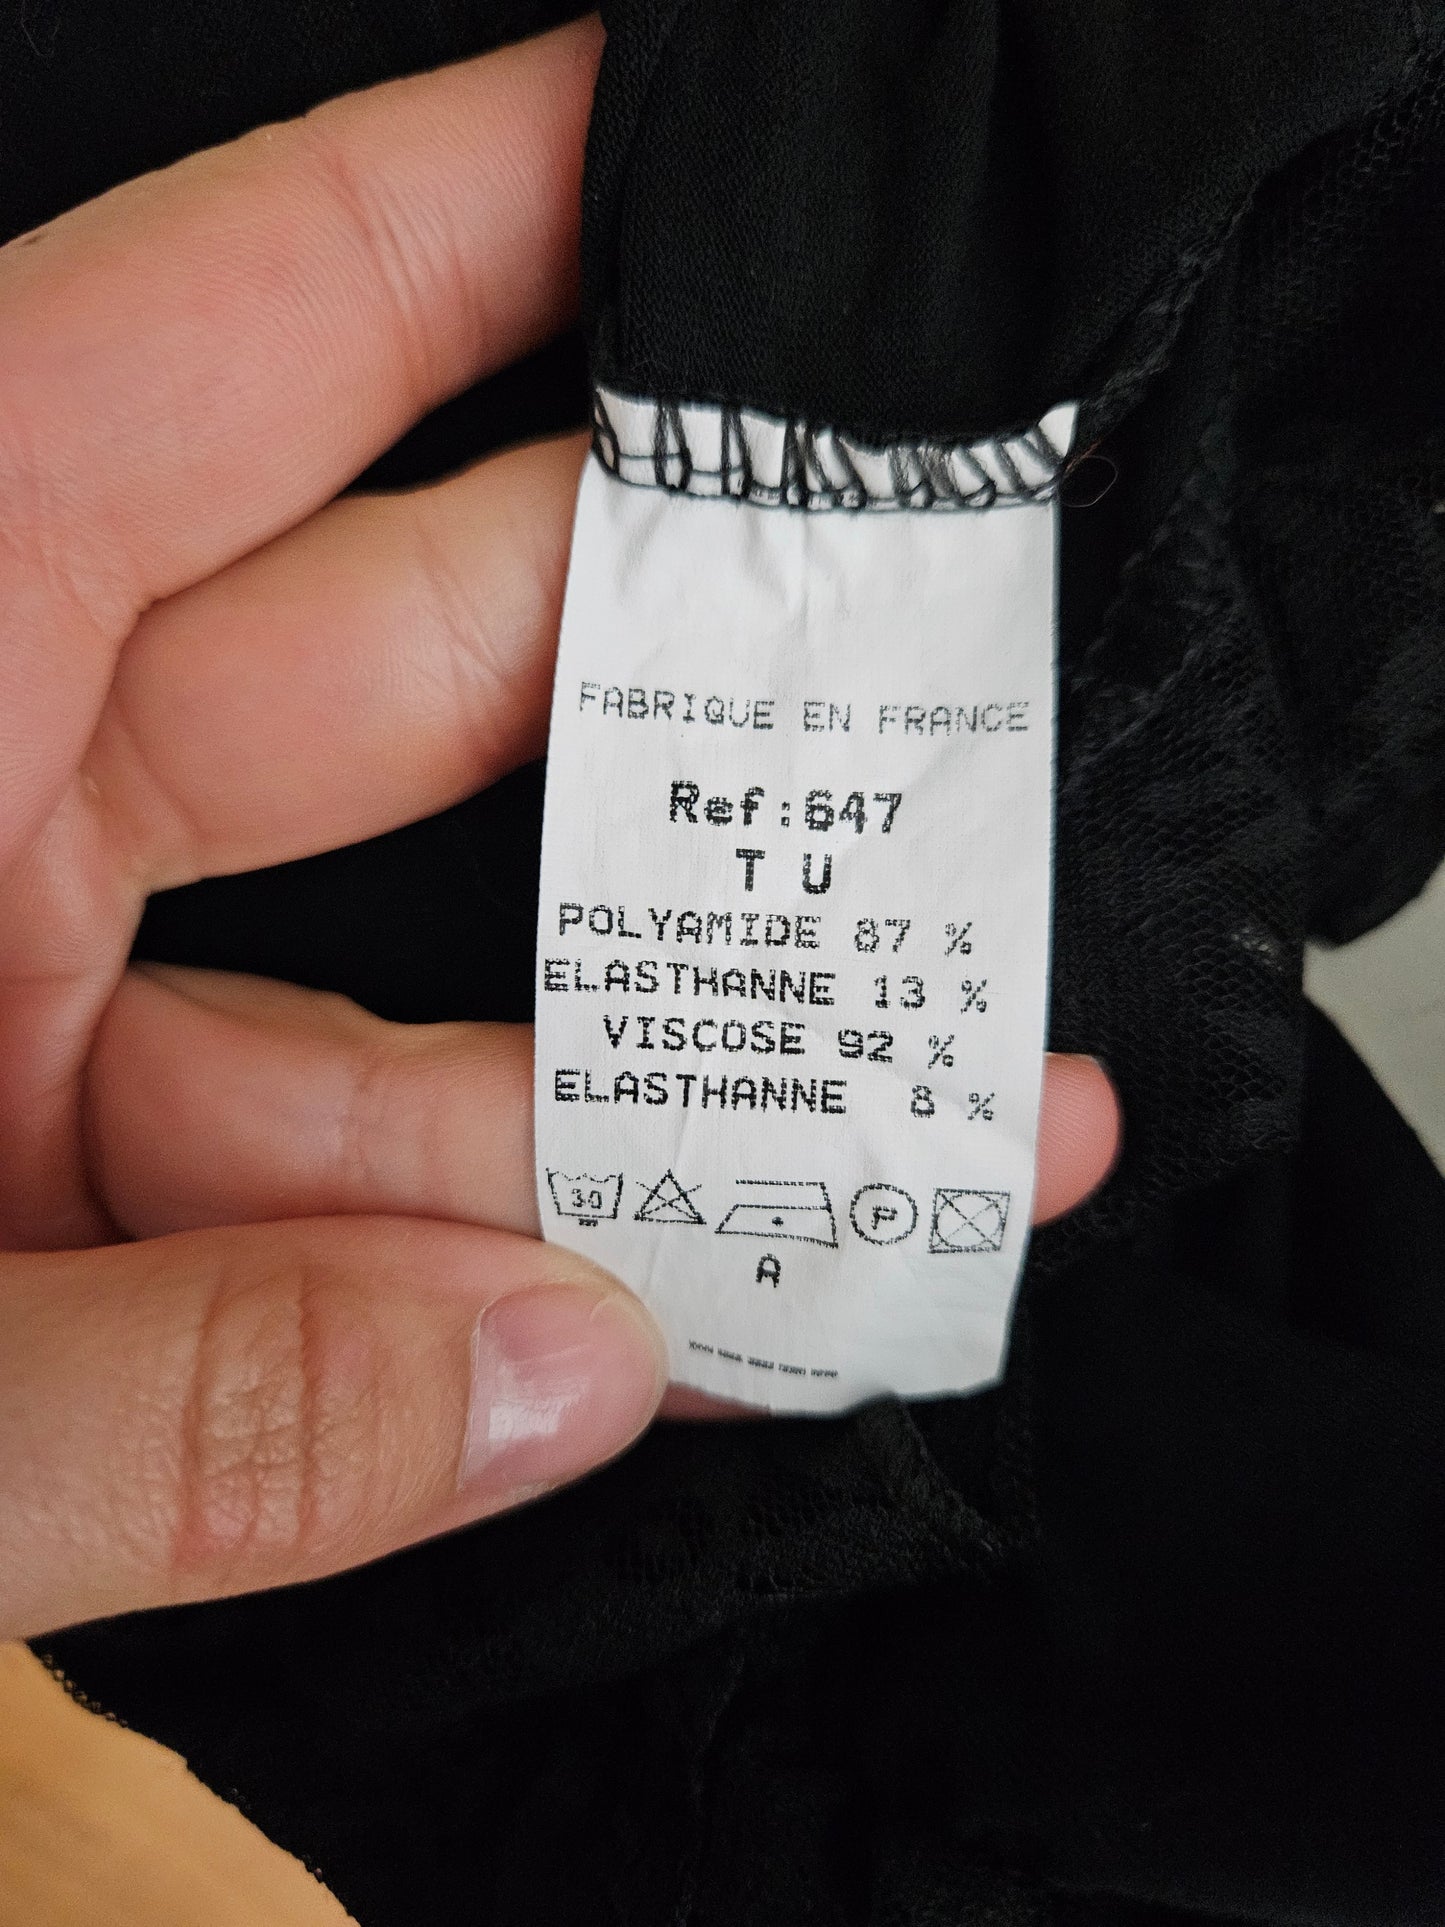 FABRIQUE EN FRANCE
Ref:647
T U
POLYAMIDE 87 %
ELASTHANNE 13 %
VISCOSE 92 %
ELASTHANNE 8 %
30 P
A